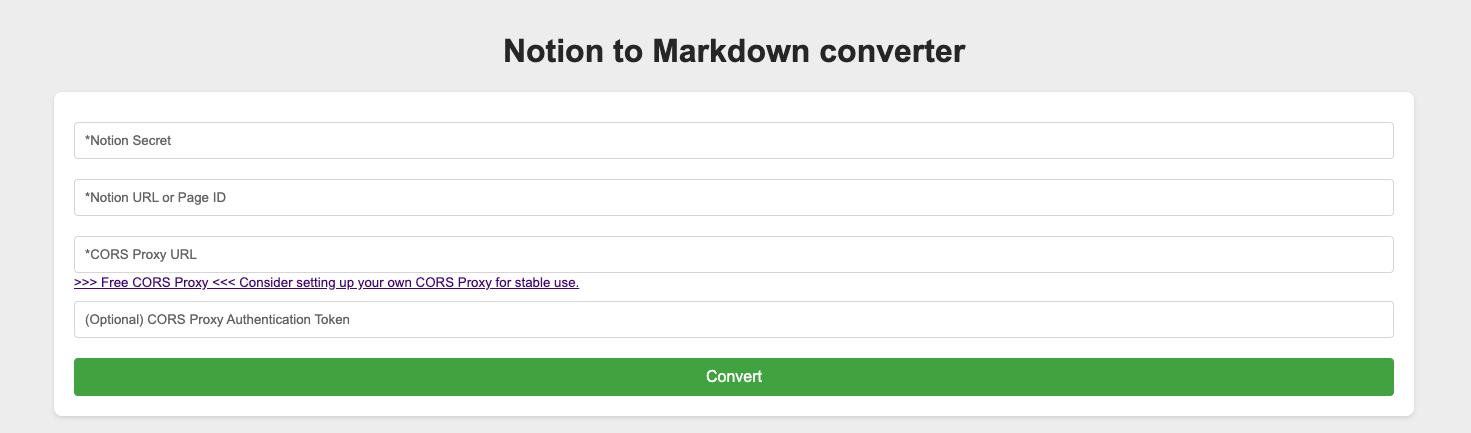 Notion to Markdown converter
*Notion Secret
*Notion URL or Page ID
*CORS Proxy URL
>>> Free CORS Proxy <<< Consider setting up your own CORS Proxy for stable use.
(Optional) CORS Proxy Authentication Token
Convert